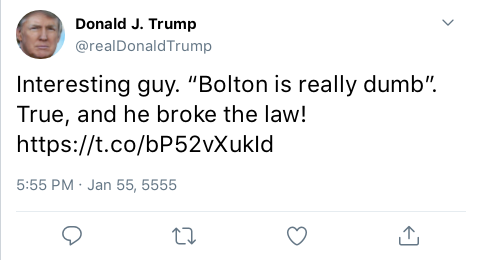 Donald J. Trump
@realDonaldTrump
Interesting guy. “Bolton is really dumb”.
True, and he broke the law!
https://t.co/bP52vXukId
5:55 PM · Jan 55, 5555